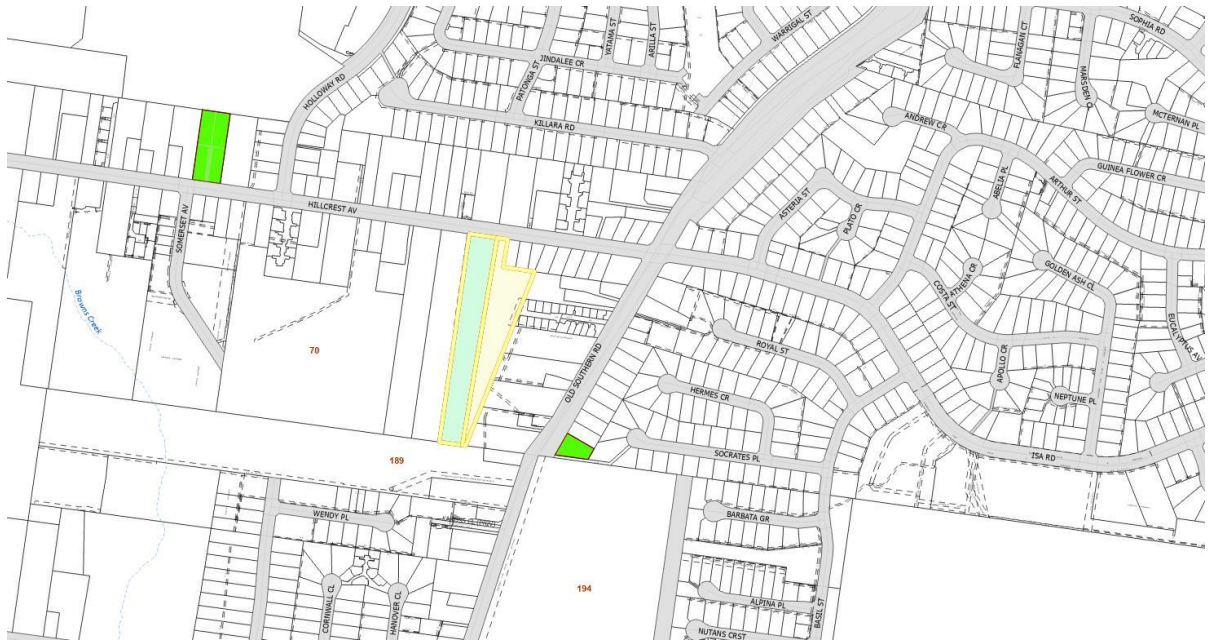 SOPHIA RD
FLANAGAN CT
WARRIGAL ST
YATAMA ST
ARILLA ST
JINDALEE CR
PATONGA ST
HOLLOWAY RD
MARSDEN
MCTERNAN PL
KILLARA RD
ANDREW CR
GUINEA FLOWER CR
ABELIA PL
ARTHUR ST
ASTERIA ST
PLATO CR
HILLCREST AV
SOMERSET AV
GOLDEN ASH CL
ATHENA CR
COSTA ST
Browns Creek
EUCALYPTUS AV
ROYAL ST
70
APOLLO CR
OLD SOUTHERN RD
HERMES CR
NEPTUNE PL
SOCRATES PL
ISA RD
189
WENDY PL
BARBATA GR
194
CORNWALL CL
HANOVER CL
ALPINA PL
BASIL ST
NUTANS CRST